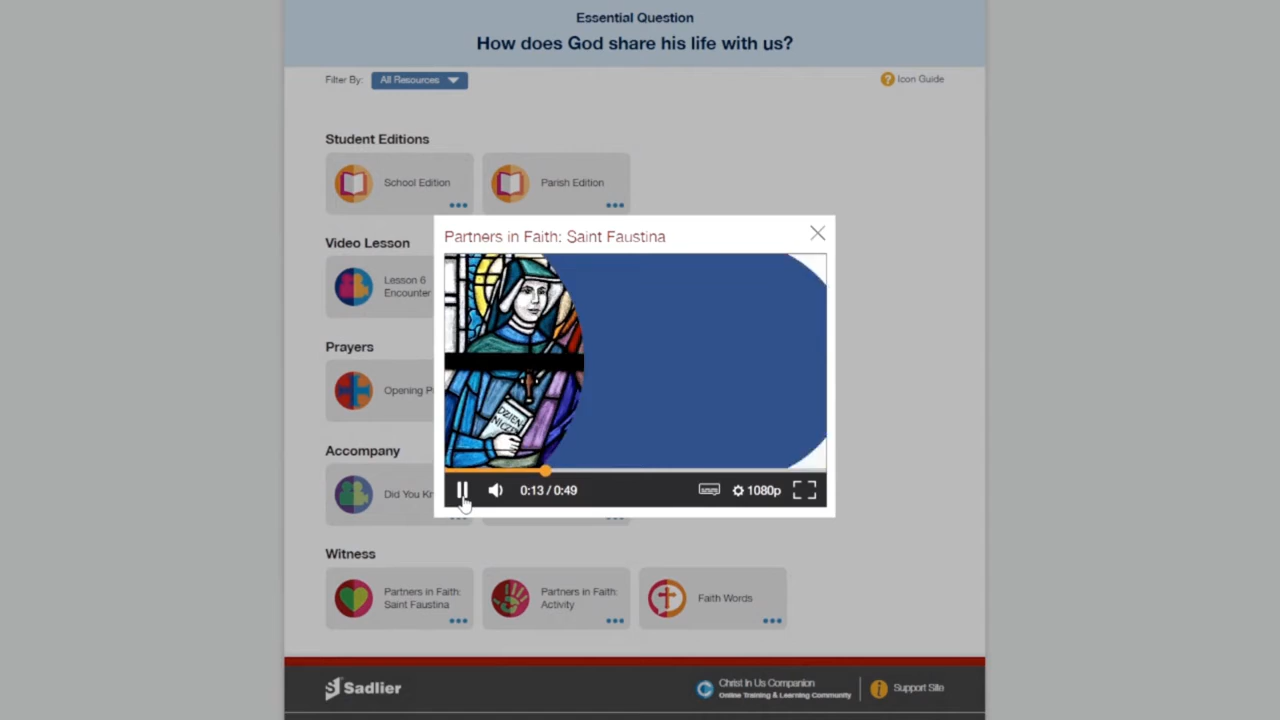 Essential Question
How does God share his life with us?
Filter By:
All Resources
Icon Guide
Student Editions
School Edition
Parish Edition
Video Lesson
Lesson 6
Encounter
Partners in Faith: Saint Faustina
DZIEN
NICZEK
0:13 / 0:49
1080p
Prayers
Opening P
Accompany
Did You Kn
Witness
Partners in Faith:
Saint Faustina
Partners in Faith:
Activity
Faith Words
Sadlier
Christ In Us Companion
Online Training & Learning Community
Support Site